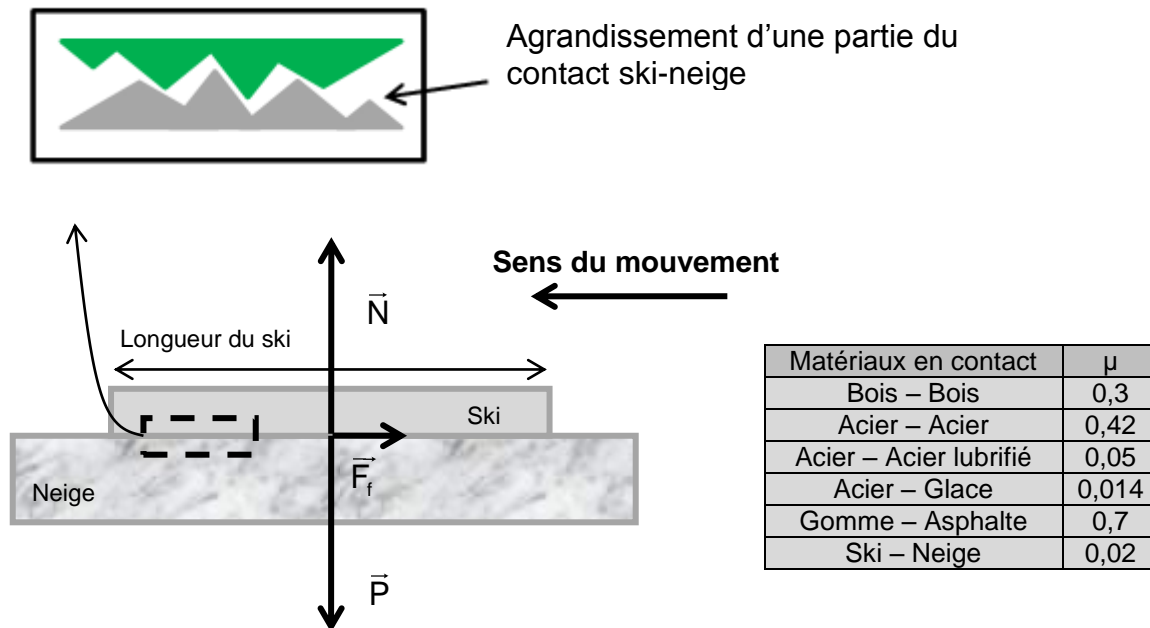 Agrandissement d'une partie du
contact ski-neige
Sens du mouvement
N
Longueur du ski
Ski
Neige
F_f
P
Matériaux en contact μ
Bois – Bois 0,3
Acier – Acier 0,42
Acier – Acier lubrifié 0,05
Acier – Glace 0,014
Gomme – Asphalte 0,7
Ski – Neige 0,02